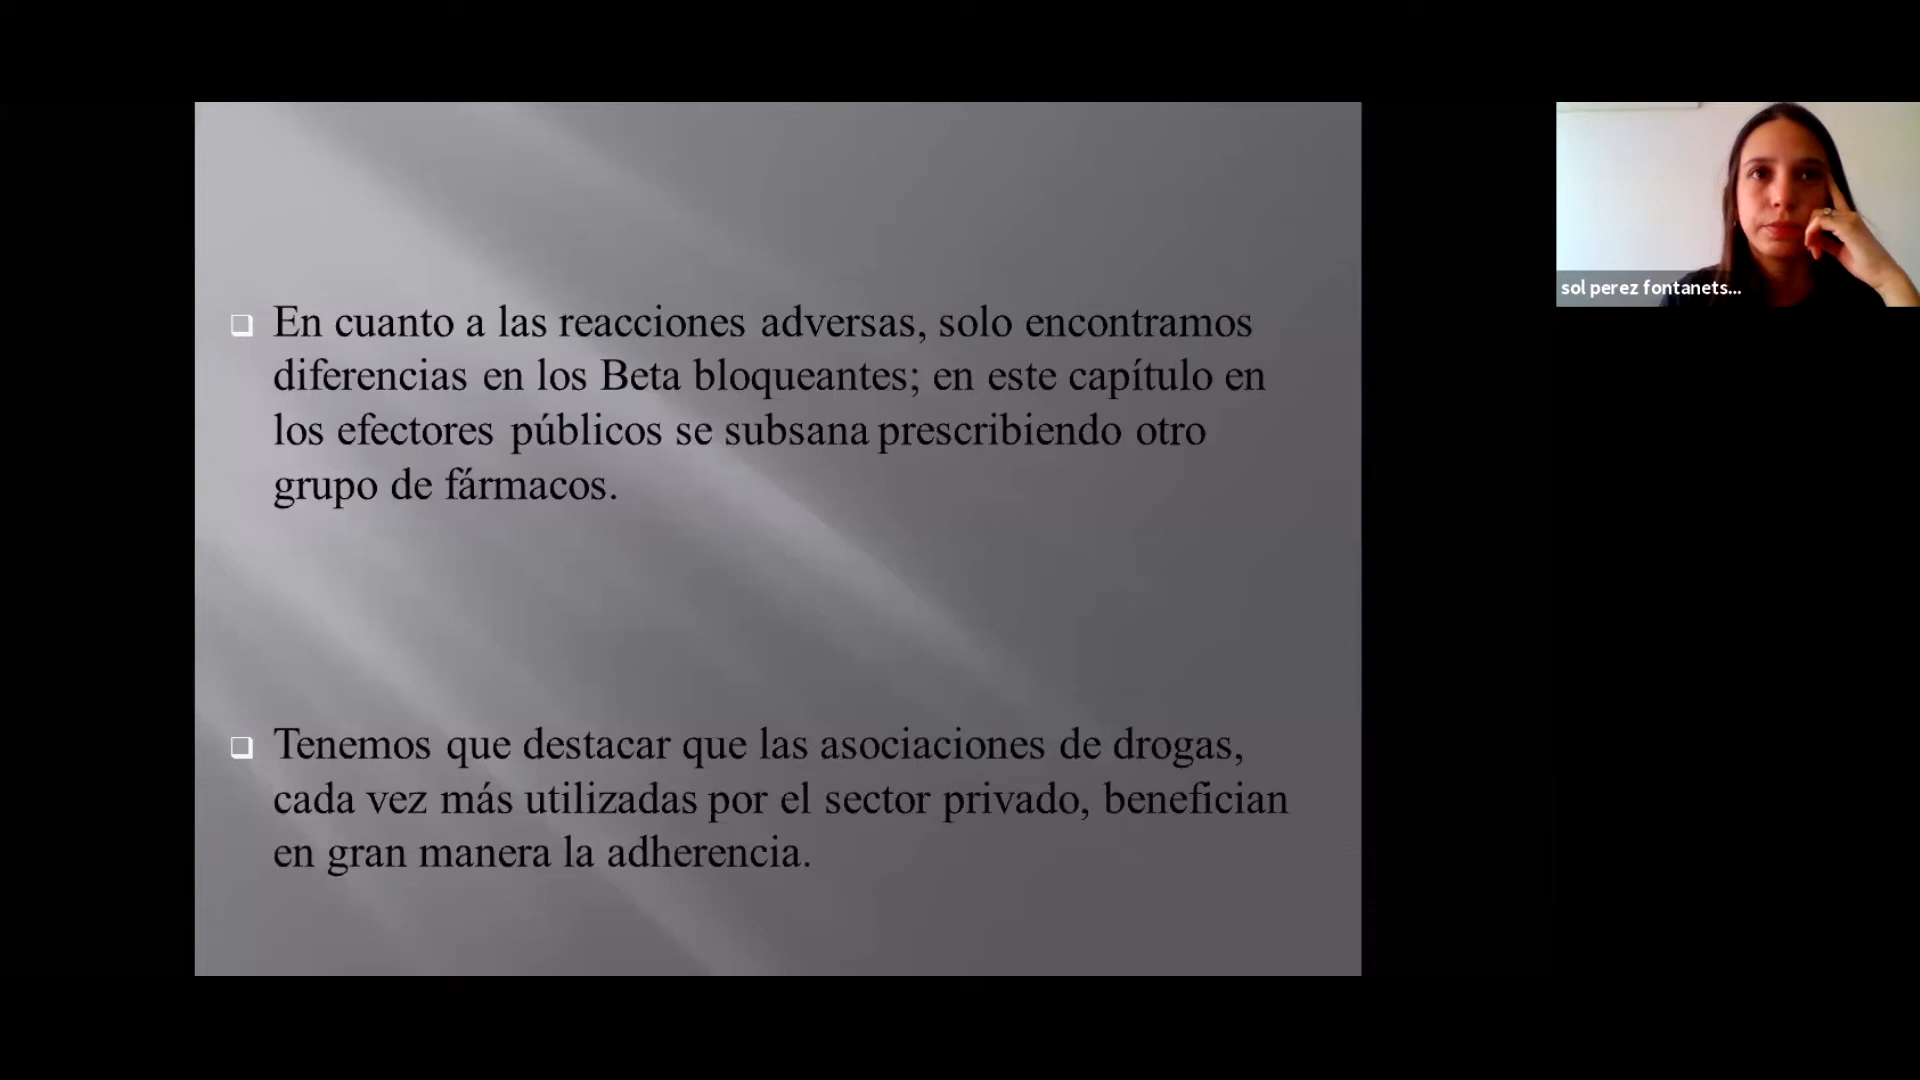 En cuanto a las reacciones adversas, solo encontramos
diferencias en los Beta bloqueantes; en este capítulo en
los efectores públicos se subsana prescribiendo otro
grupo de fármacos.
Tenemos que destacar que las asociaciones de drogas,
cada vez más utilizadas por el sector privado, benefician
en gran manera la adherencia.
sol perez fontanets...